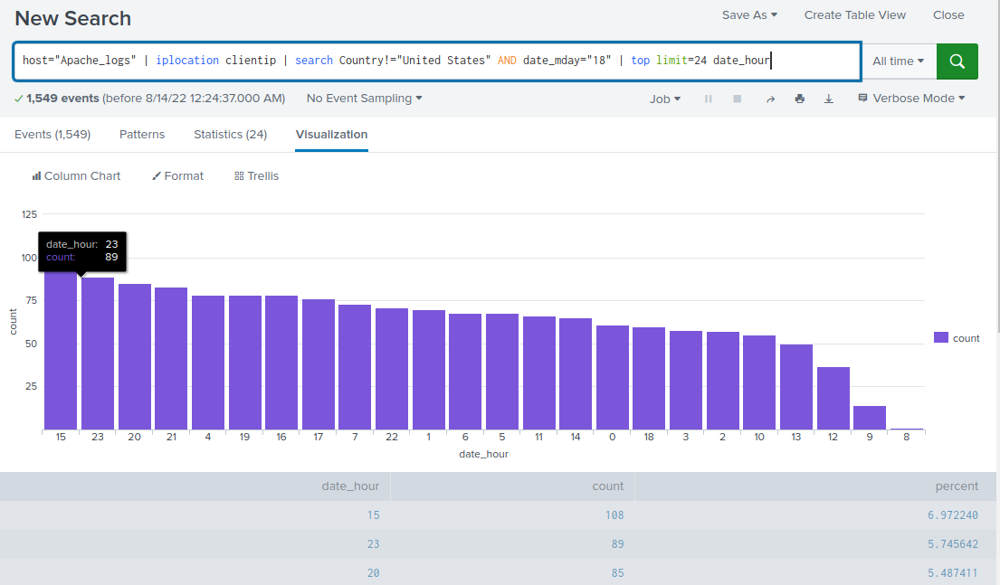 New Search
Save As Create Table View Close
host="Apache_logs" | iplocation clientip | search Country!="United States" AND date_mday="18" | top limit=24 date_hour
All time
1,549 events (before 8/14/22 12:24:37.000 AM) No Event Sampling
Job Verbose Mode
Events (1,549) Patterns Statistics (24) Visualization
Column Chart Format Trellis
125
100
75
50
25
count
date_hour: 23
count: 89
count
15 23 20 21 4 19 16 17 7 22 1 6 5 11 14 0 18 3 2 10 13 12 9 8
date_hour
date_hour count percent
15 108 6.972240
23 89 5.745642
20 85 5.487411